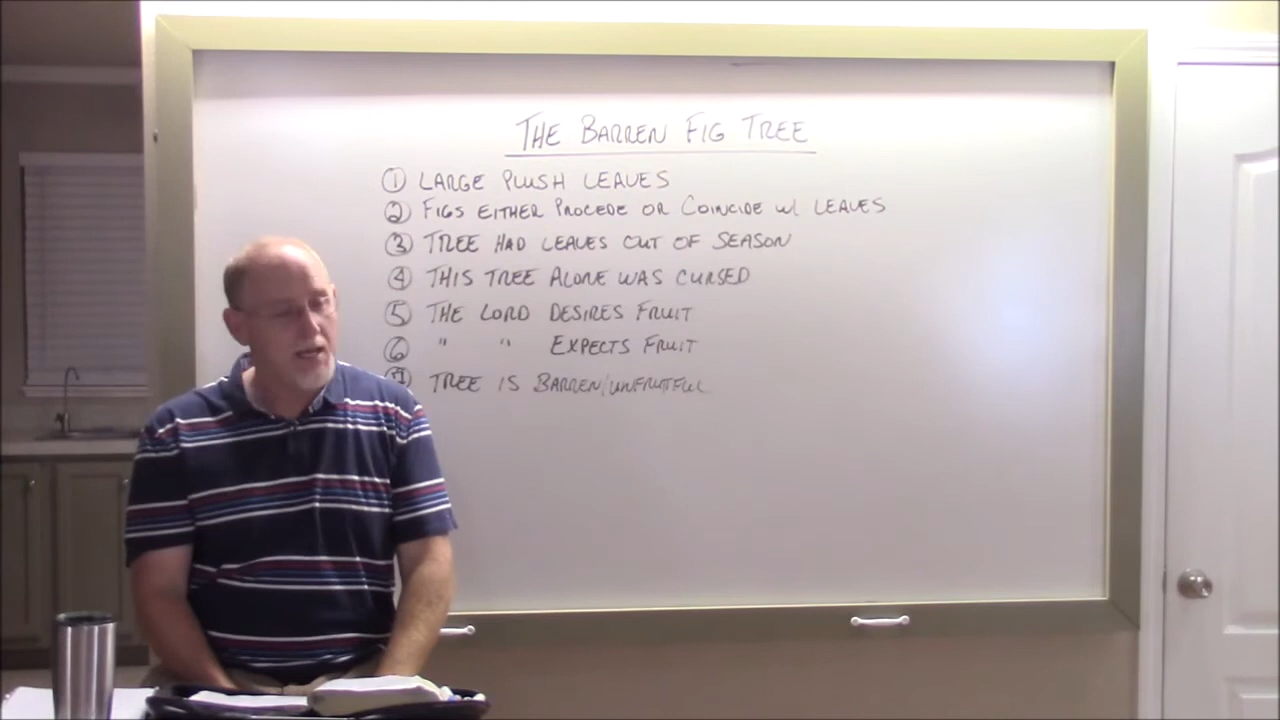 THE BARREN FIG TREE
① LARGE PLUSH LEAVES
② FIGS EITHER PROCEDE OR COINCIDE w/ LEAVES
③ TREE HAD LEAVES OUT OF SEASON
④ THIS TREE ALONE WAS CURSED
⑤ THE LORD DESIRES FRUIT
⑥ " " EXPECTS FRUIT
⑦ TREE IS BARREN/UNFRUTFUL